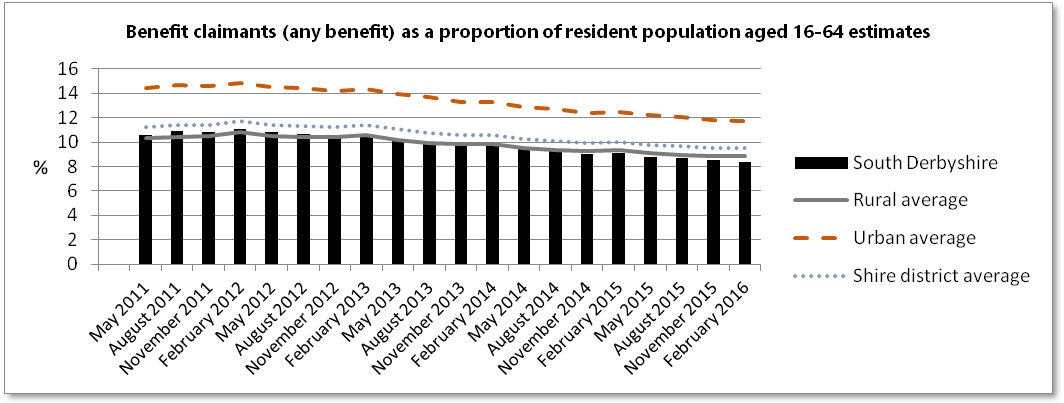 Benefit claimants (any benefit) as a proportion of resident population aged 16-64 estimates
16
14
12
10
8
6
4
2
0
%
May 2011
August 2011
November 2011
February 2012
May 2012
August 2012
November 2012
February 2013
May 2013
August 2013
November 2013
February 2014
May 2014
August 2014
November 2014
February 2015
May 2015
August 2015
November 2015
February 2016
South Derbyshire
Rural average
Urban average
Shire district average